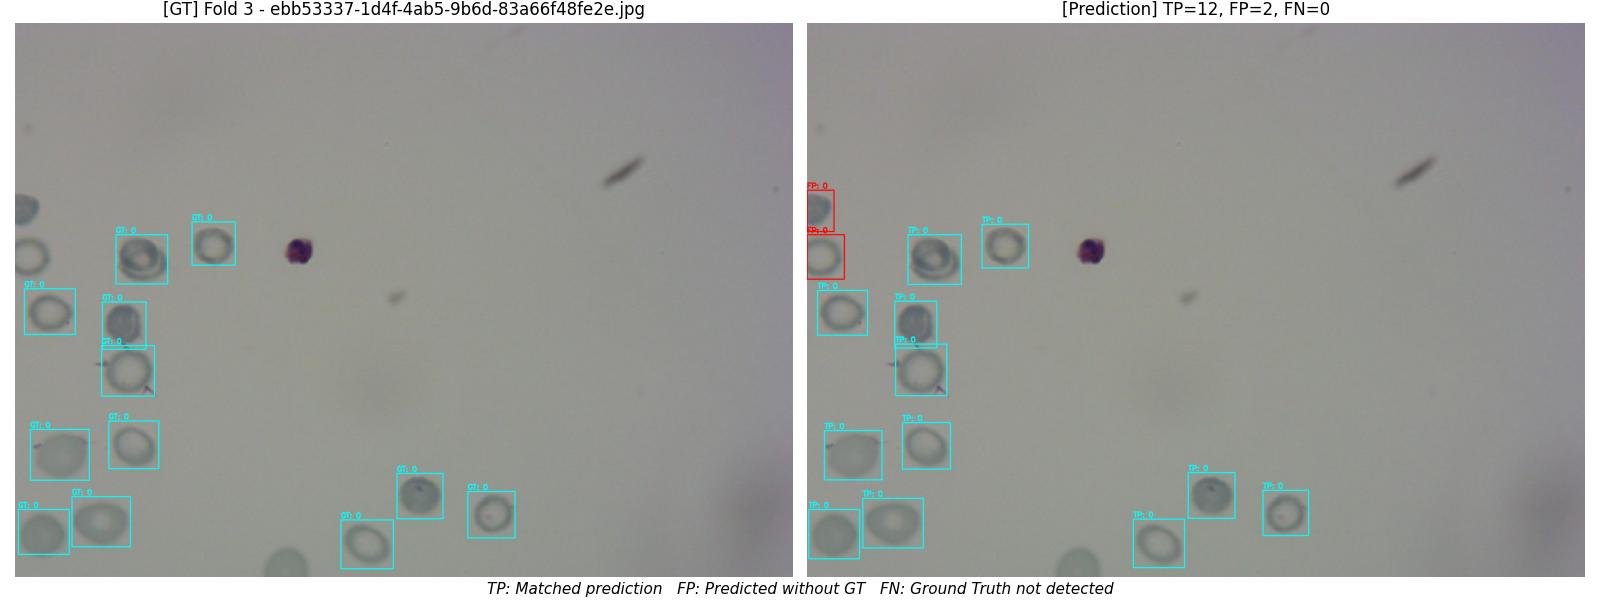 [GT] Fold 3 - ebb53337-1d4f-4ab5-9b6d-83a66f48fe2e.jpg
[Prediction] TP=12, FP=2, FN=0
GT: 0
GT: 0
GT: 0
GT: 0
GT: 0
GT: 0
GT: 0
GT: 0
GT: 0
GT: 0
GT: 0
GT: 0
FP: 0
FP: 0
TP: 0
TP: 0
TP: 0
TP: 0
TP: 0
TP: 0
TP: 0
TP: 0
TP: 0
TP: 0
TP: 0
TP: 0
TP: Matched prediction FP: Predicted without GT FN: Ground Truth not detected